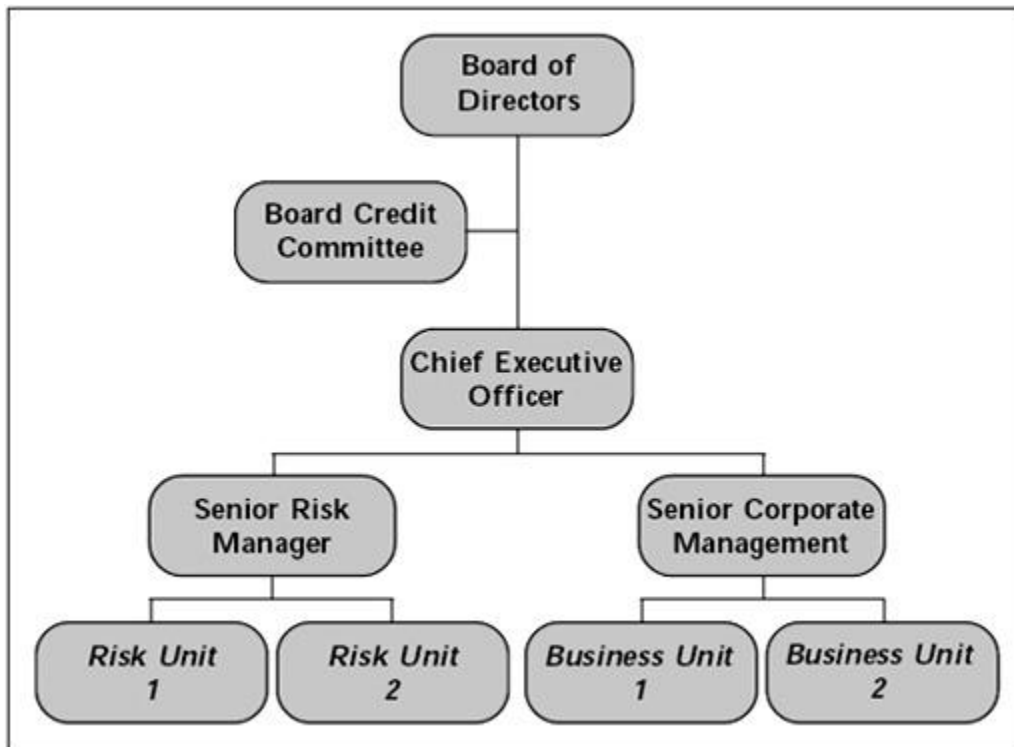 Board of
Directors
Board Credit
Committee
Chief Executive
Officer
Senior Risk
Manager
Senior Corporate
Management
Risk Unit
1
Risk Unit
2
Business Unit
1
Business Unit
2